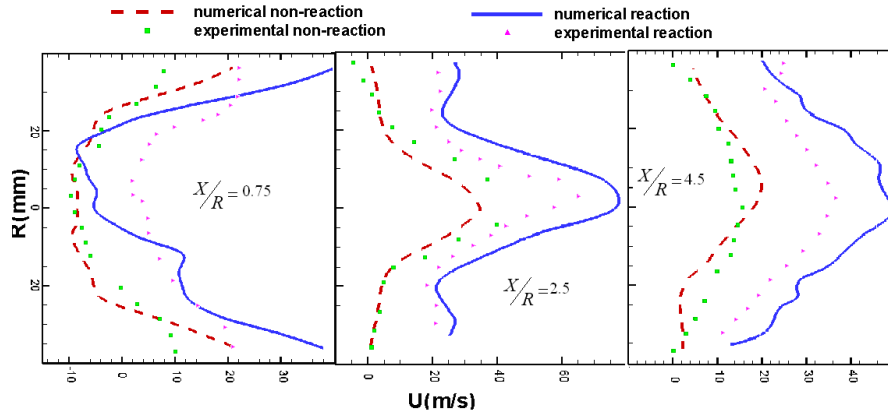 numerical non-reaction
experimental non-reaction
numerical reaction
experimental reaction
R(mm)
20
0
20
X/R = 0.75
X/R = 2.5
X/R = 4.5
-10 0 10 20 30
0 20 40 60
0 10 20 30 40
U(m/s)